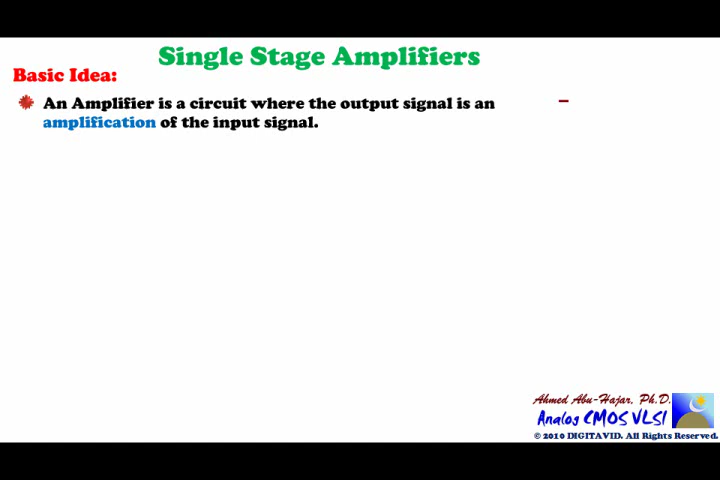 Single Stage Amplifiers
Basic Idea:
An Amplifier is a circuit where the output signal is an
amplification of the input signal.
Ahmed Abu-Hajar, Ph.D.
Analog CMOS VLSI
© 2010 DIGITAVID. All Rights Reserved.